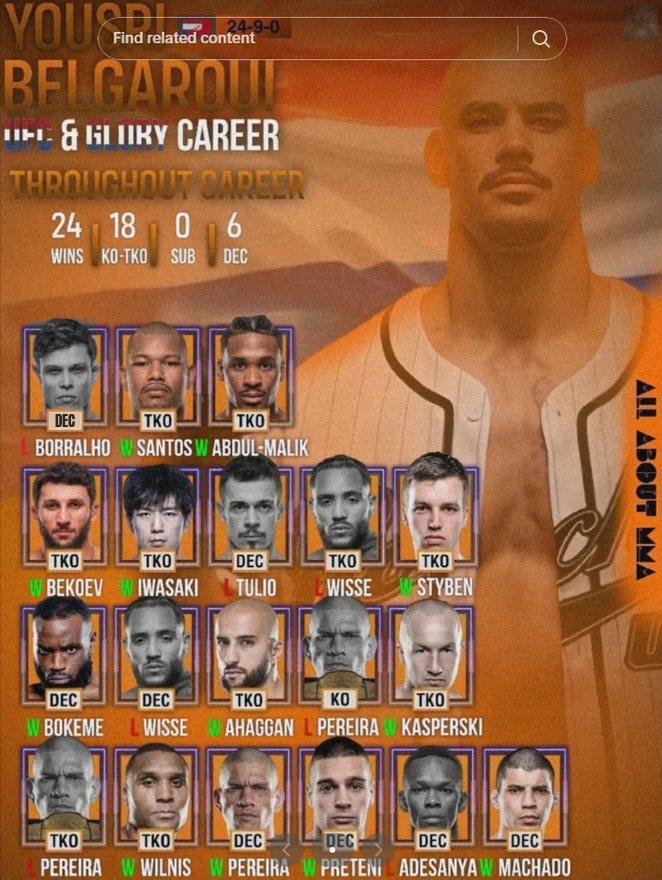 YOUSRI 24-9-0
Find related content
BELGAROUI
UFC & GLORY CAREER
THROUGHOUT CAREER
24 18 0 6
WINS KO-TKO SUB DEC
DEC TKO TKO
L BORRALHO W SANTOS W ABDUL-MALIK
TKO TKO DEC TKO TKO
W BEKOEV W IWASAKI L TULIO L WISSE W STYBEN
DEC DEC TKO KO TKO
W BOKEME L WISSE W AHAGGAN L PEREIRA W KASPERSKI
TKO TKO DEC DEC DEC DEC
L PEREIRA W WILNIS W PEREIRA W PRETENI L ADESANYA W MACHADO
All ABOUT MMA